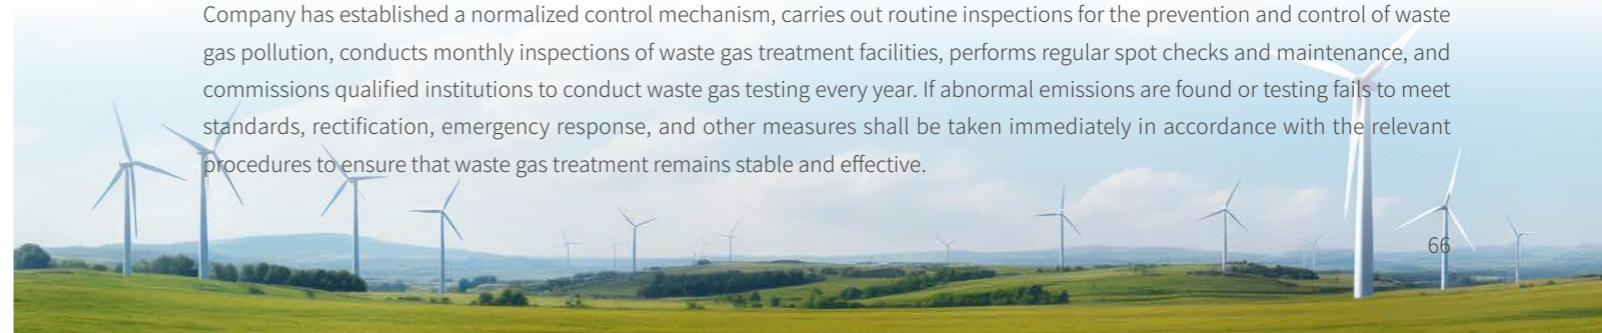 Company has established a normalized control mechanism, carries out routine inspections for the prevention and control of waste
gas pollution, conducts monthly inspections of waste gas treatment facilities, performs regular spot checks and maintenance, and
commissions qualified institutions to conduct waste gas testing every year. If abnormal emissions are found or testing fails to meet
standards, rectification, emergency response, and other measures shall be taken immediately in accordance with the relevant
procedures to ensure that waste gas treatment remains stable and effective.
66